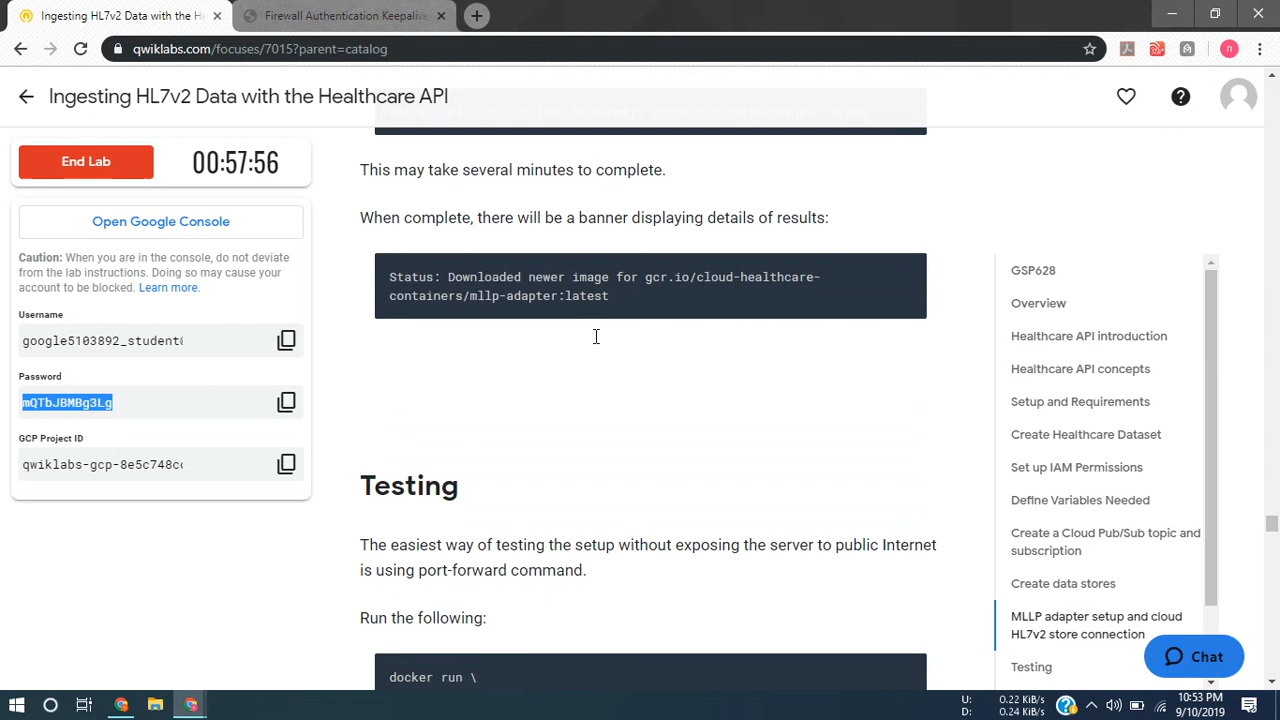 Ingesting HL7v2 Data with the H
Firewall Authentication Keepalive
qwiklabs.com/focuses/7015?parent=catalog
n
Ingesting HL7v2 Data with the Healthcare API
End Lab
00:57:56
This may take several minutes to complete.
When complete, there will be a banner displaying details of results:
Open Google Console
Caution: When you are in the console, do not deviate
from the lab instructions. Doing so may cause your
account to be blocked. Learn more.
Status: Downloaded newer image for gcr.io/cloud-healthcare-
containers/mllp-adapter:latest
Username
google5103892_student
Password
mQTbJBMBg3Lg
GCP Project ID
qwiklabs-gcp-8e5c748c
Testing
The easiest way of testing the setup without exposing the server to public Internet
is using port-forward command.
Run the following:
docker run \
GSP628
Overview
Healthcare API introduction
Healthcare API concepts
Setup and Requirements
Create Healthcare Dataset
Set up IAM Permissions
Define Variables Needed
Create a Cloud Pub/Sub topic and
subscription
Create data stores
MLLP adapter setup and cloud
HL7v2 store connection
Testing
Chat
U: 0.22 KiB/s
D: 0.24 KiB/s
10:53 PM
9/10/2019